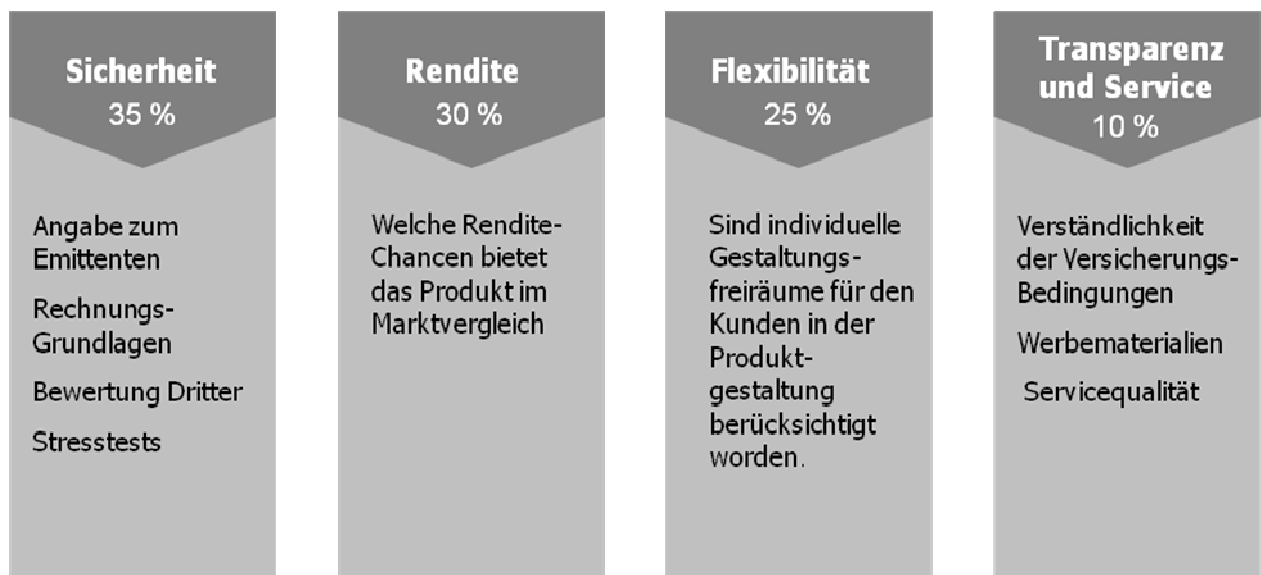 Sicherheit
35 %
Angabe zum
Emittenten
Rechnungs-
Grundlagen
Bewertung Dritter
Stresstests
Rendite
30 %
Welche Rendite-
Chancen bietet
das Produkt im
Marktvergleich
Flexibilität
25 %
Sind individuelle
Gestaltungs-
freiräume für den
Kunden in der
Produkt-
gestaltung
berücksichtigt
worden.
Transparenz
und Service
10 %
Verständlichkeit
der Versicherungs-
Bedingungen
Werbematerialien
Servicequalität